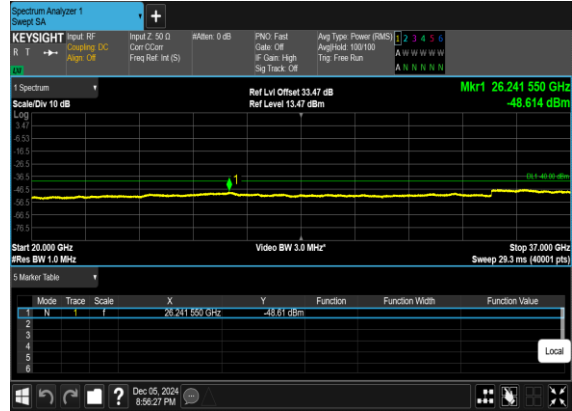 Spectrum Analyzer 1
Swept SA
+
KEYSIGHT Input: RF Input Z: 50 Ω #Atten: 0 dB PNO: Fast Avg Type: Power (RMS) 1 2 3 4 5 6
R T Coupling: DC Corr CCorr Gate: Off Avg|Hold: 100/100 A W W W W W
Align: Off Freq Ref: Int (S) IF Gain: High Trig: Free Run
LW Sig Track: Off A N N N N N
1 Spectrum Ref Lvl Offset 33.47 dB Mkr1 26.241 550 GHz
Scale/Div 10 dB Ref Level 13.47 dBm -48.614 dBm
Log
3.47
-6.53
-16.5
-26.5
-36.5 1 DL1 -40.00 dBm
-46.5
-56.5
-66.5
-76.5
Start 20.000 GHz Video BW 3.0 MHz* Stop 37.000 GHz
#Res BW 1.0 MHz Sweep 29.3 ms (40001 pts)
5 Marker Table
Mode Trace Scale X Y Function Function Width Function Value
1 N 1 f 26.241 550 GHz -48.61 dBm
2
3
4
5
6
Local
? Dec 05, 2024
8:56:27 PM